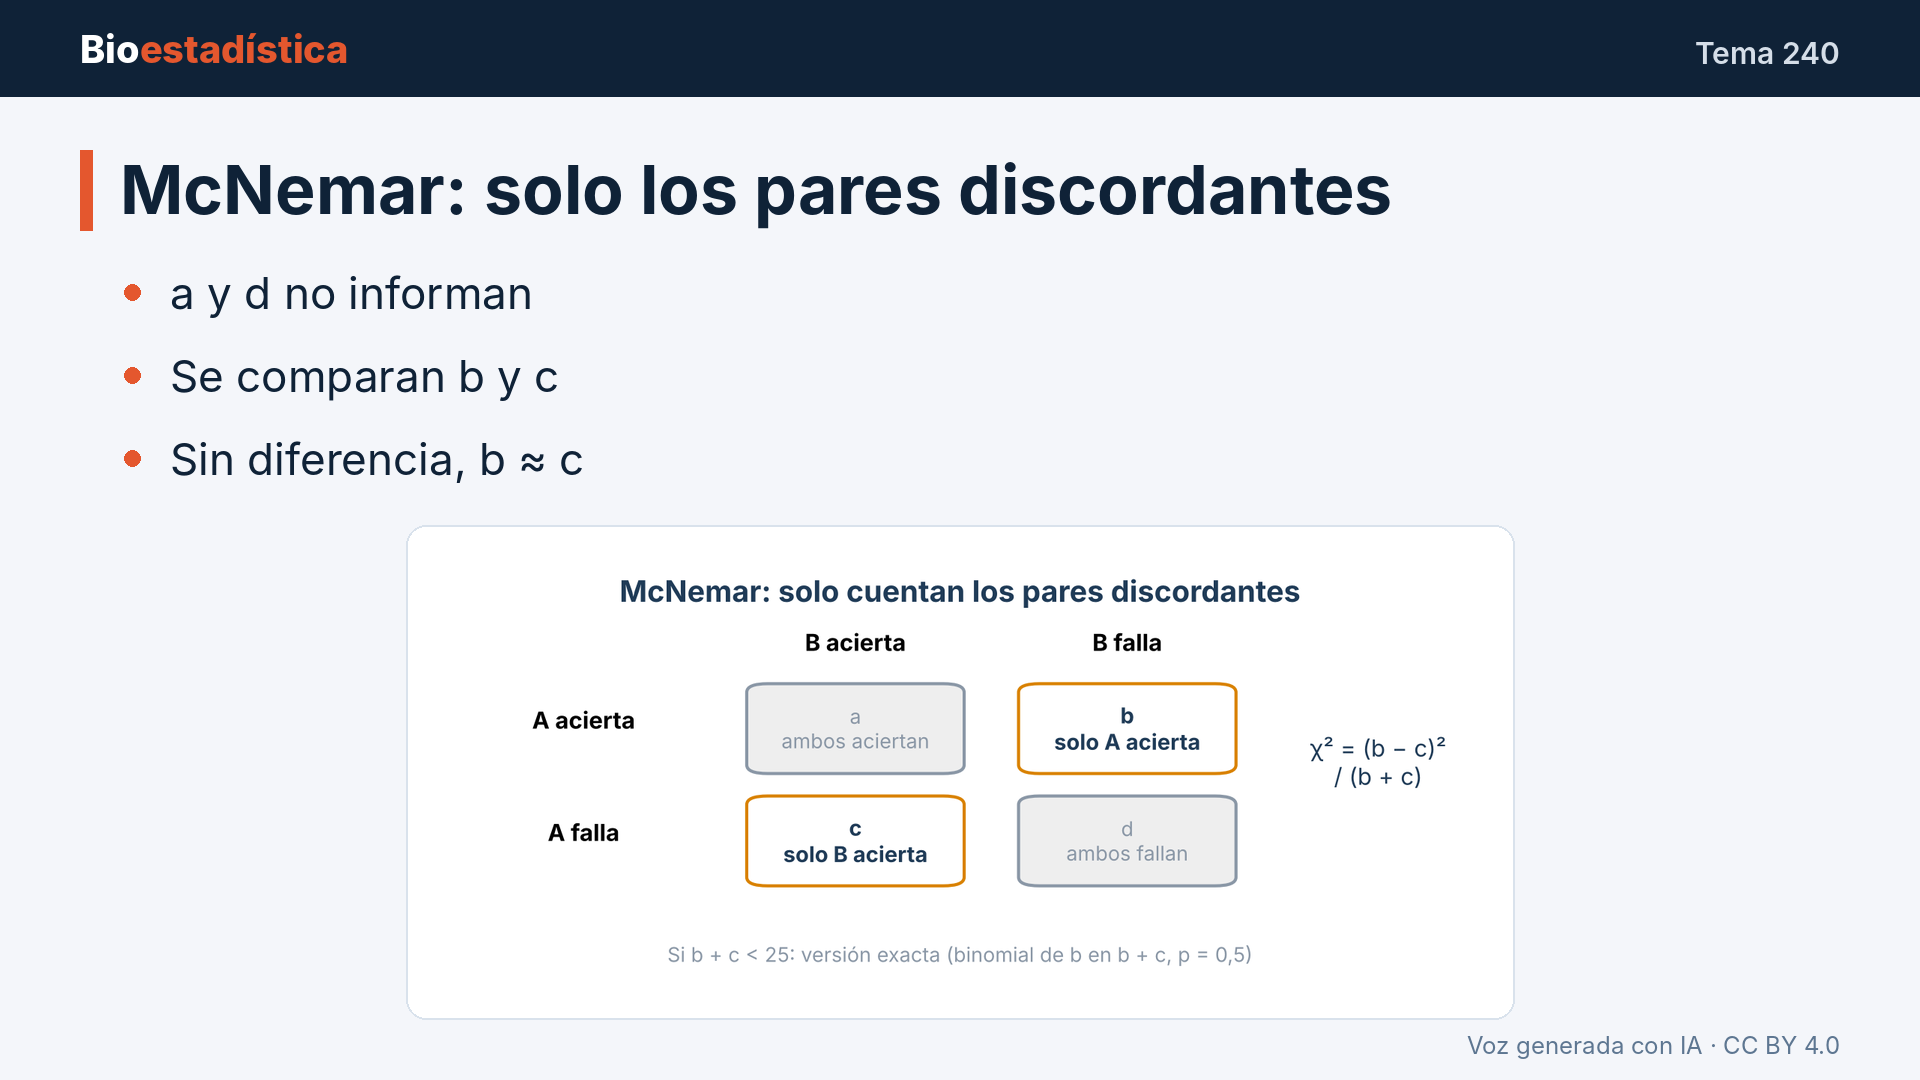 Bioestadística
Tema 240
McNemar: solo los pares discordantes
a y d no informan
Se comparan b y c
Sin diferencia, b ≈ c
McNemar: solo cuentan los pares discordantes
B acierta
B falla
A acierta
a
ambos aciertan
b
solo A acierta
χ² = (b − c)²
/ (b + c)
A falla
c
solo B acierta
d
ambos fallan
Si b + c < 25: versión exacta (binomial de b en b + c, p = 0,5)
Voz generada con IA · CC BY 4.0